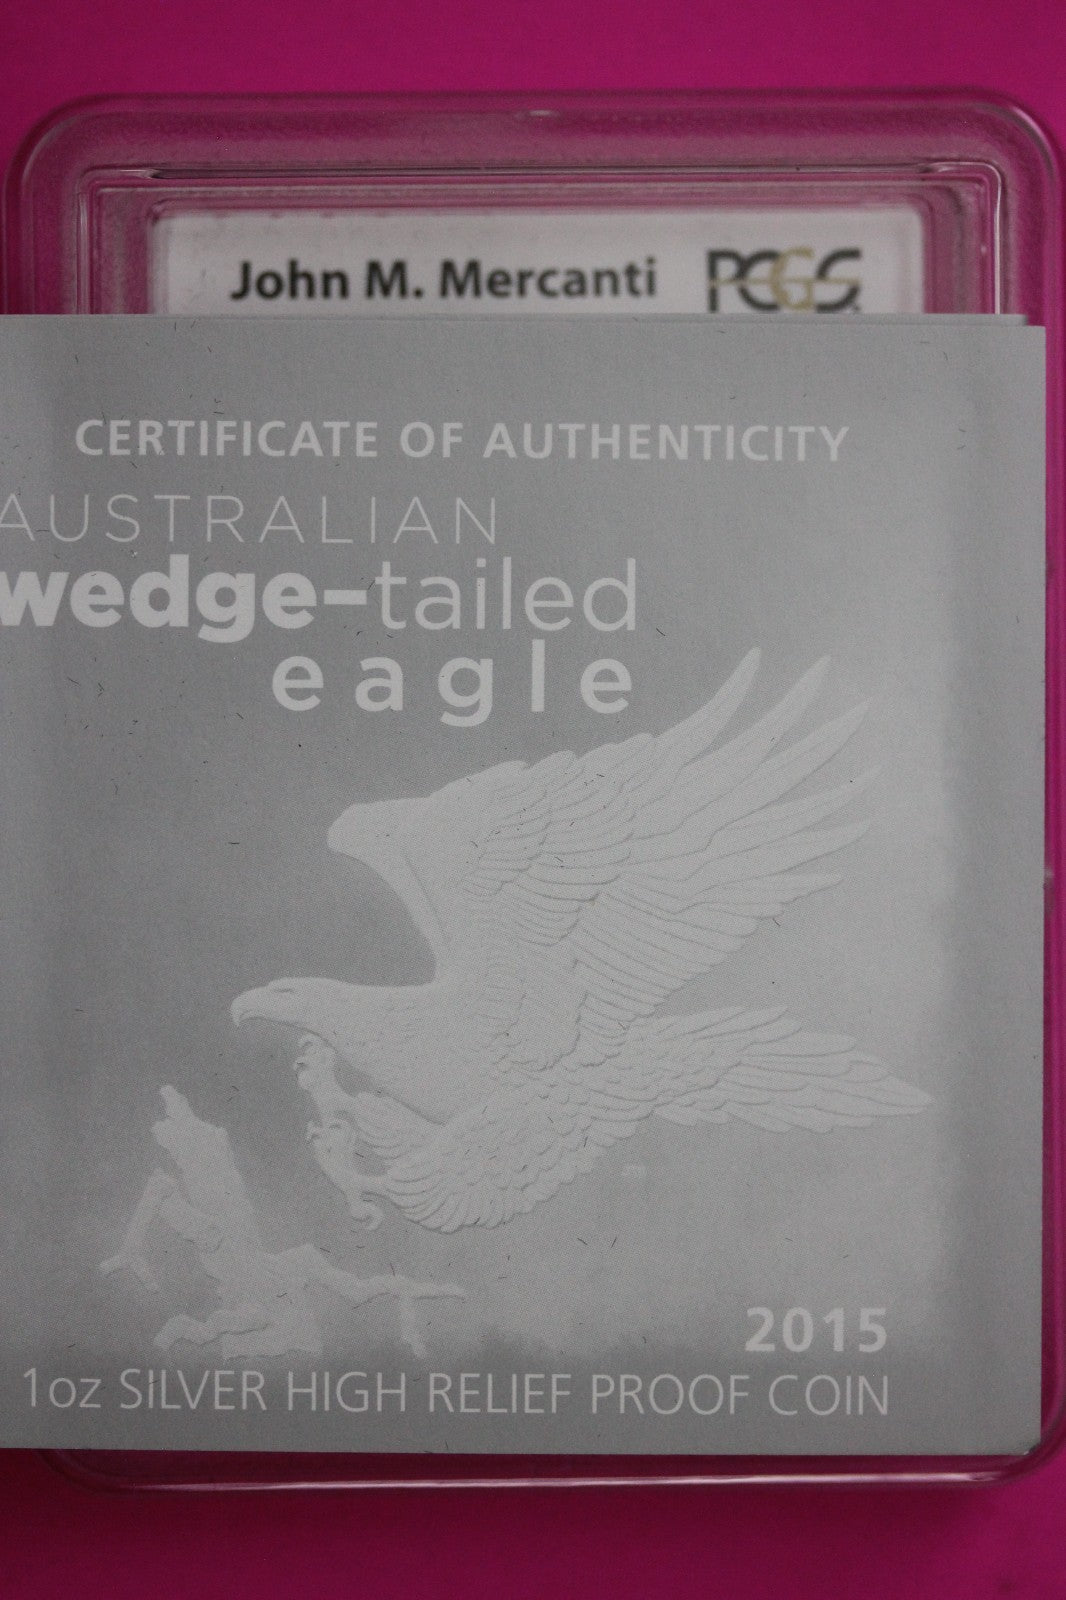 John M. Mercanti PCGS
CERTIFICATE OF AUTHENTICITY
AUSTRALIAN
wedge-tailed
eagle
2015
1oz SILVER HIGH RELIEF PROOF COIN